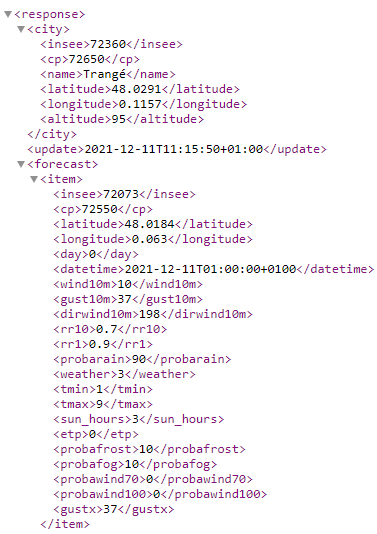 <response>
<city>
<insee>72360</insee>
<cp>72650</cp>
<name>Trangé</name>
<latitude>48.0291</latitude>
<longitude>0.1157</longitude>
<altitude>95</altitude>
</city>
<update>2021-12-11T11:15:50+01:00</update>
<forecast>
<item>
<insee>72073</insee>
<cp>72550</cp>
<latitude>48.0184</latitude>
<longitude>0.063</longitude>
<day>0</day>
<datetime>2021-12-11T01:00:00+0100</datetime>
<wind10m>10</wind10m>
<gust10m>37</gust10m>
<dirwind10m>198</dirwind10m>
<rr10>0.7</rr10>
<rr1>0.9</rr1>
<probarain>90</probarain>
<weather>3</weather>
<tmin>1</tmin>
<tmax>9</tmax>
<sun_hours>3</sun_hours>
<etp>0</etp>
<probafrost>10</probafrost>
<probafog>10</probafog>
<probawind70>0</probawind70>
<probawind100>0</probawind100>
<gustx>37</gustx>
</item>